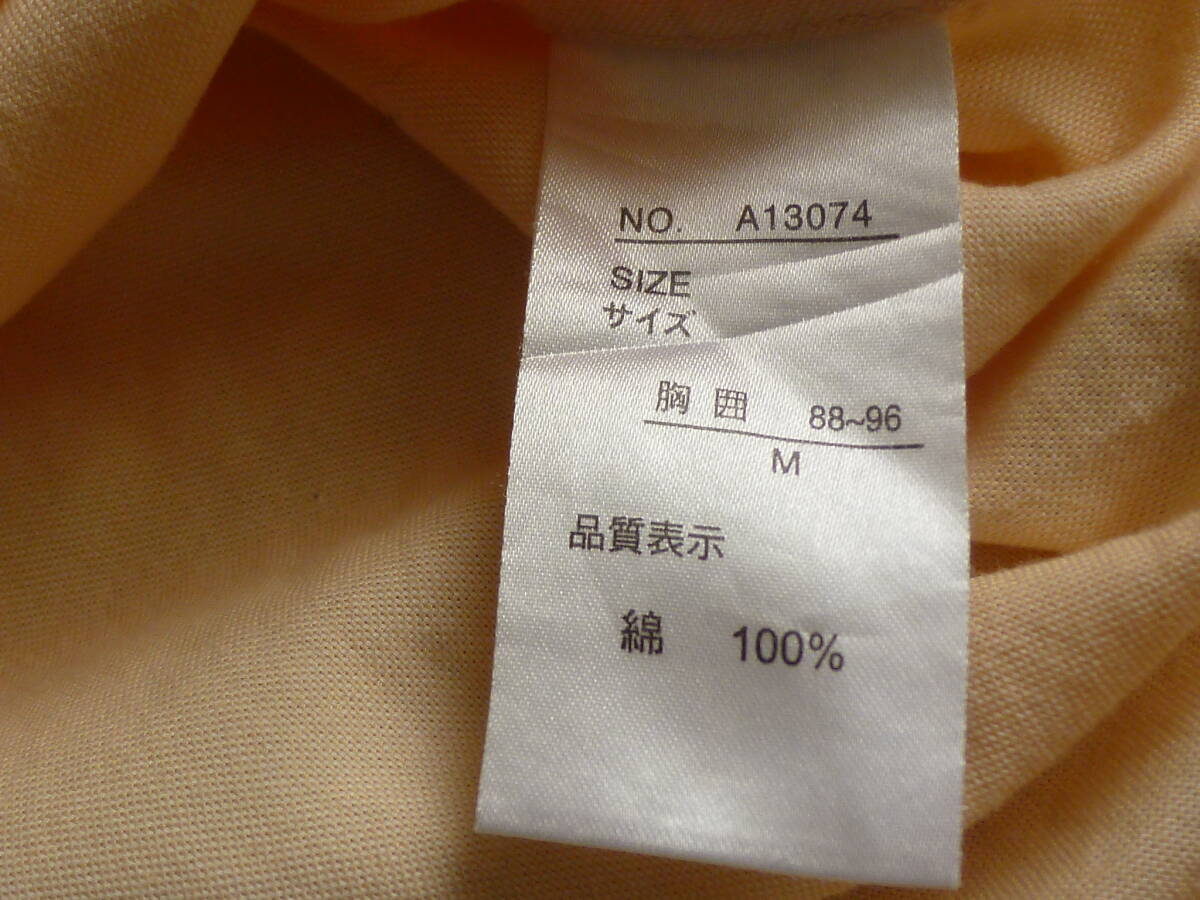 NO. A13074
SIZE
サイズ
胸囲 88~96
M
品質表示
綿 100%